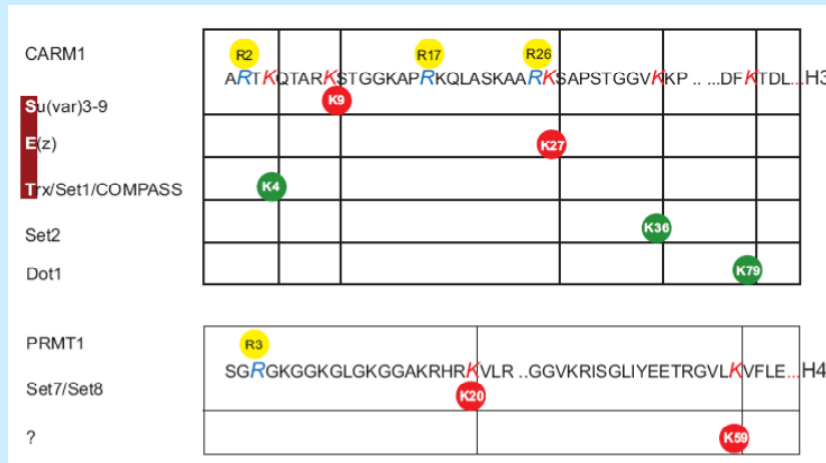 CARM1 R2 R17 R26
ARTKQTARKSTGGKAPRKQLASKAARKSAPSTGGVKKP .. ...DFKTDL...H3
Su(var)3-9 K9
E(z) K27
Trx/Set1/COMPASS K4
Set2 K36
Dot1 K79
PRMT1 R3
SGRGKGGKGLGKGGAKRHRKVLR ..GGVKRISGLIYEETRGVLKVFLE...H4
Set7/Set8 K20
? K59